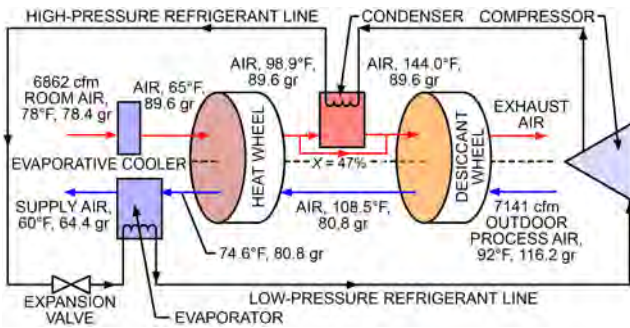 HIGH-PRESSURE REFRIGERANT LINE
CONDENSER
COMPRESSOR
6862 cfm
ROOM AIR,
78°F, 78.4 gr
AIR, 65°F,
89.6 gr
AIR, 98.9°F,
89.6 gr
AIR, 144.0°F,
89.6 gr
EXHAUST
AIR
HEAT WHEEL
DESICCANT
WHEEL
X = 47%
EVAPORATIVE COOLER
SUPPLY AIR,
60°F, 64.4 gr
AIR, 108.5°F,
80,8 gr
7141 cfm
OUTDOOR
PROCESS AIR,
92°F, 116.2 gr
74.6°F, 80.8 gr
EXPANSION
VALVE
EVAPORATOR
LOW-PRESSURE REFRIGERANT LINE